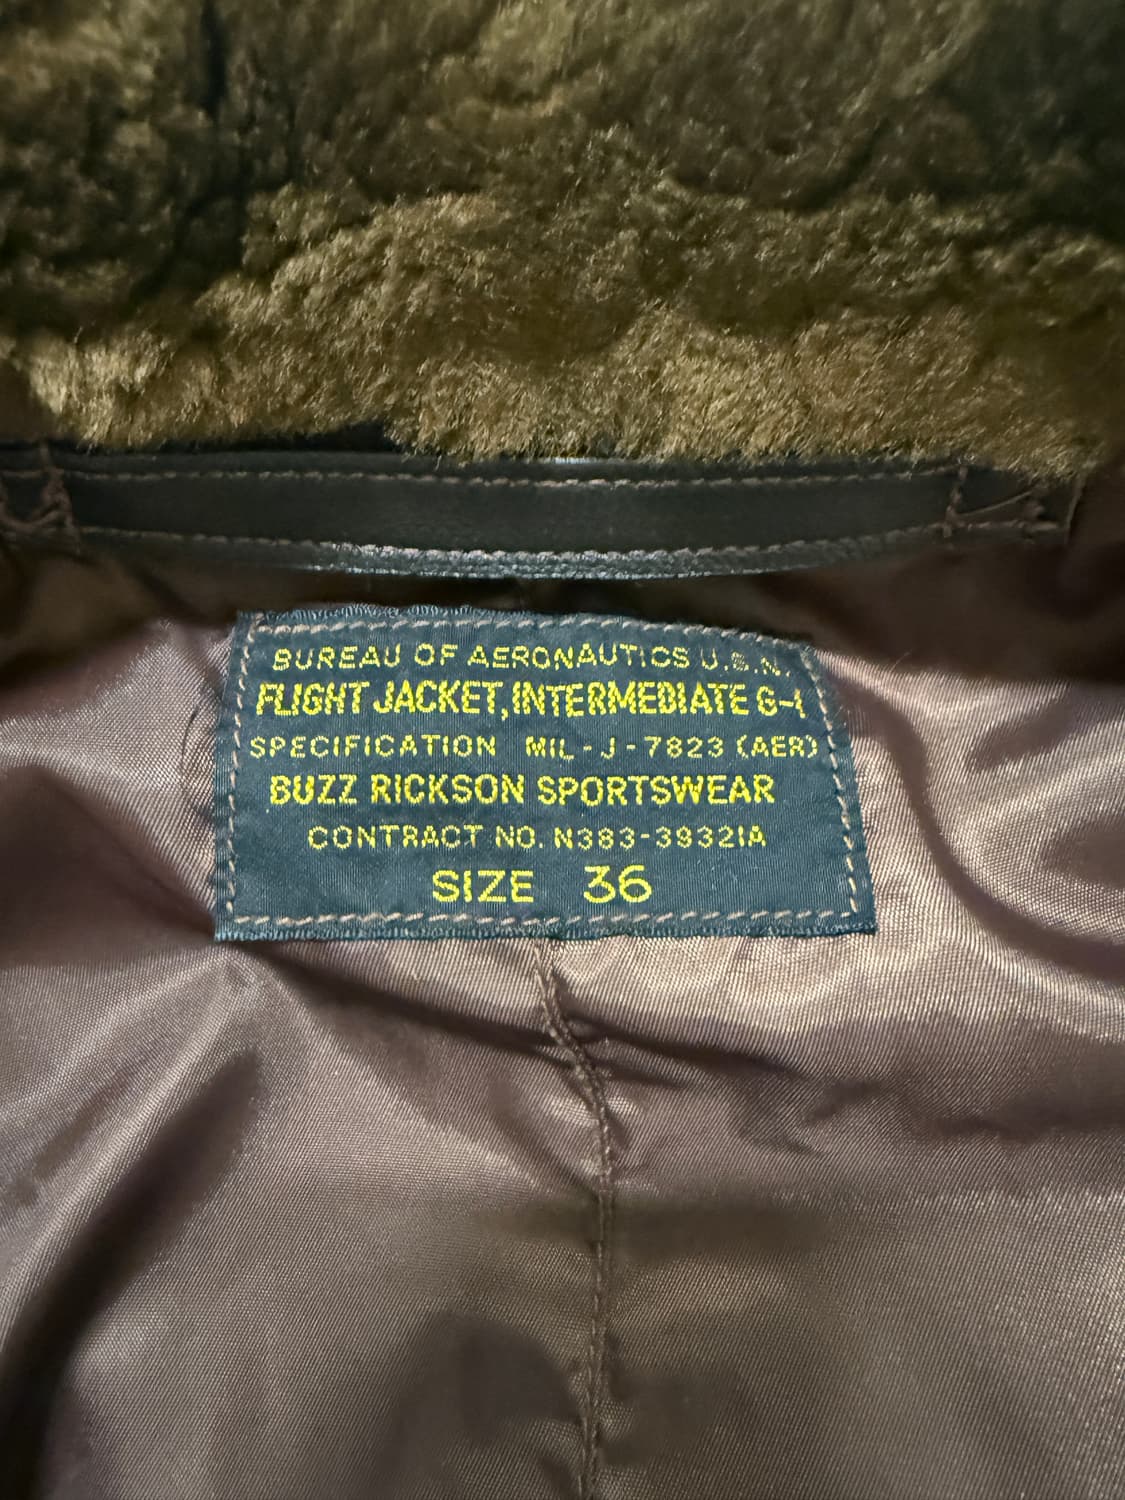 BUREAU OF AERONAUTICS U.S.N.
FLIGHT JACKET, INTERMEDIATE G-1
SPECIFICATION MIL-J-7823 (AER)
BUZZ RICKSON SPORTSWEAR
CONTRACT NO. N383-39321A
SIZE 36